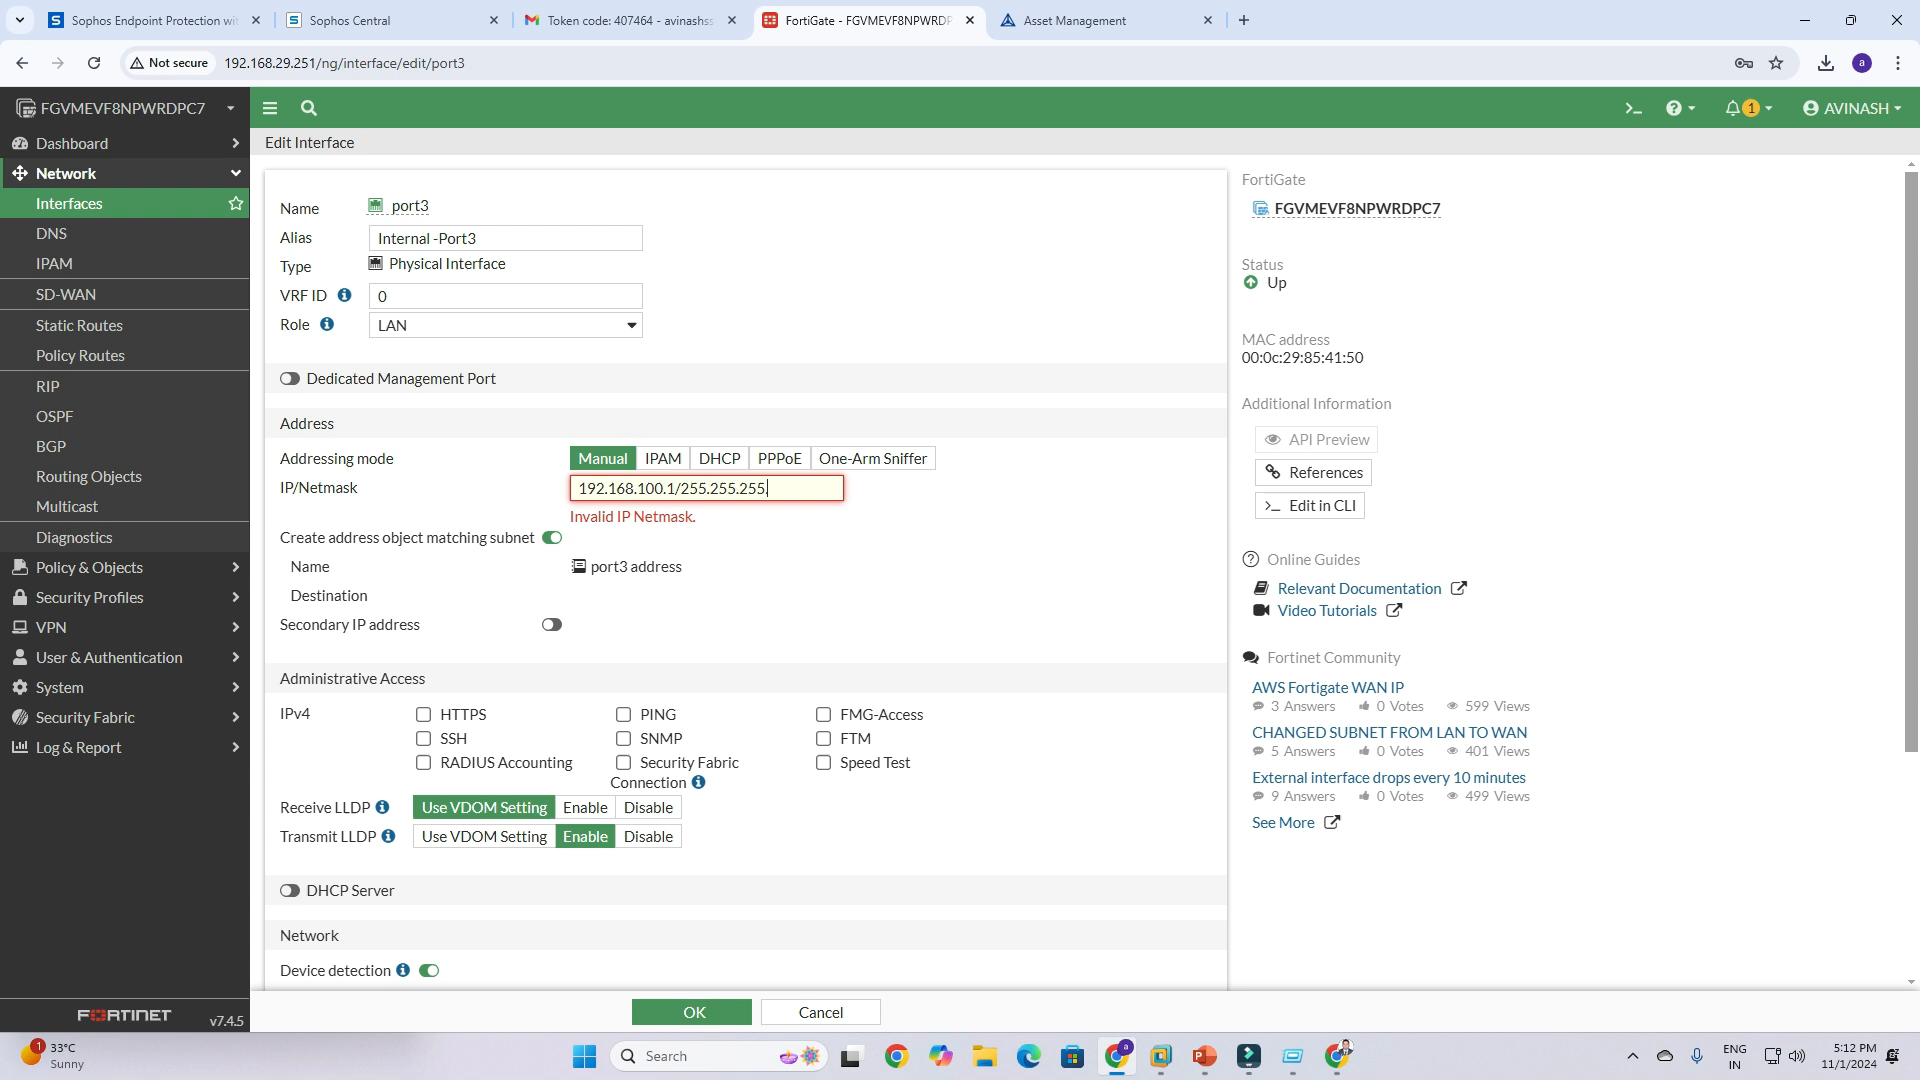 Sophos Endpoint Protection wit
Sophos Central
Token code: 407464 - avinashss
FortiGate - FGVMEVF8NPWRDP
Asset Management
Not secure
192.168.29.251/ng/interface/edit/port3
a
FGVMEVF8NPWRDPC7
1
AVINASH
Dashboard
Network
Interfaces
DNS
IPAM
SD-WAN
Static Routes
Policy Routes
RIP
OSPF
BGP
Routing Objects
Multicast
Diagnostics
Policy & Objects
Security Profiles
VPN
User & Authentication
System
Security Fabric
Log & Report
FORTINET
v7.4.5
Edit Interface
Name
port3
Alias
Internal -Port3
Type
Physical Interface
VRF ID
0
Role
LAN
Dedicated Management Port
Address
Addressing mode
Manual
IPAM
DHCP
PPPoE
One-Arm Sniffer
IP/Netmask
192.168.100.1/255.255.255.
Invalid IP Netmask.
Create address object matching subnet
Name
port3 address
Destination
Secondary IP address
Administrative Access
IPv4
HTTPS
PING
FMG-Access
SSH
SNMP
FTM
RADIUS Accounting
Security Fabric
Connection
Speed Test
Receive LLDP
Use VDOM Setting
Enable
Disable
Transmit LLDP
Use VDOM Setting
Enable
Disable
DHCP Server
Network
Device detection
OK
Cancel
FortiGate
FGVMEVF8NPWRDPC7
Status
Up
MAC address
00:0c:29:85:41:50
Additional Information
API Preview
References
>_ Edit in CLI
Online Guides
Relevant Documentation
Video Tutorials
Fortinet Community
AWS Fortigate WAN IP
3 Answers
0 Votes
599 Views
CHANGED SUBNET FROM LAN TO WAN
5 Answers
0 Votes
401 Views
External interface drops every 10 minutes
9 Answers
0 Votes
499 Views
See More
1
33°C
Sunny
Search
a
ENG
IN
5:12 PM
11/1/2024